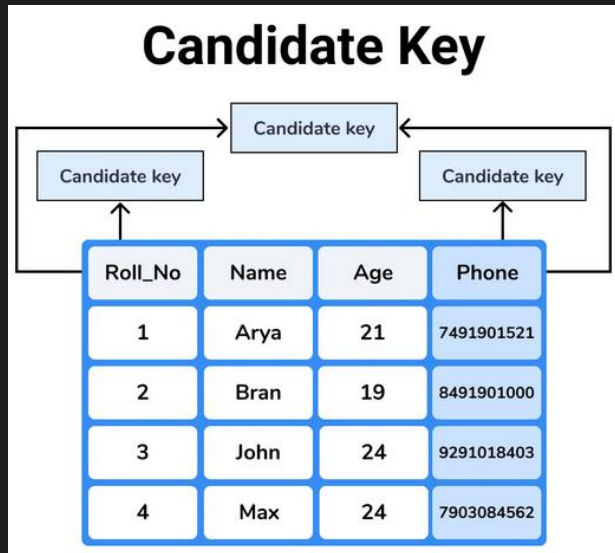 Candidate Key
Candidate key
Candidate key
Candidate key
Roll_No Name Age Phone
1 Arya 21 7491901521
2 Bran 19 8491901000
3 John 24 9291018403
4 Max 24 7903084562